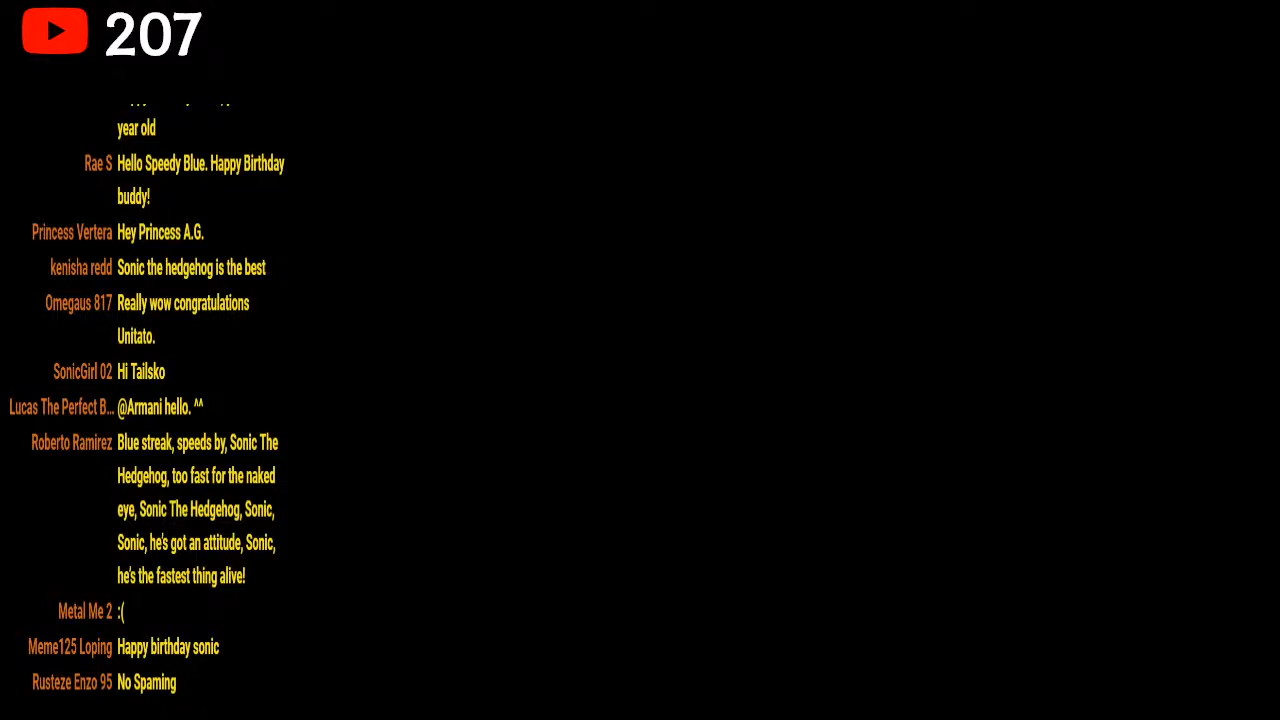 207
year old
Rae S Hello Speedy Blue. Happy Birthday
buddy!
Princess Vertera Hey Princess A.G.
kenisha redd Sonic the hedgehog is the best
Omegaus 817 Really wow congratulations
Unitato.
SonicGirl 02 Hi Tailsko
Lucas The Perfect B... @Armani hello. ^^
Roberto Ramirez Blue streak, speeds by, Sonic The
Hedgehog, too fast for the naked
eye, Sonic The Hedgehog, Sonic,
Sonic, he's got an attitude, Sonic,
he's the fastest thing alive!
Metal Me 2 :(
Meme125 Loping Happy birthday sonic
Rusteze Enzo 95 No Spaming